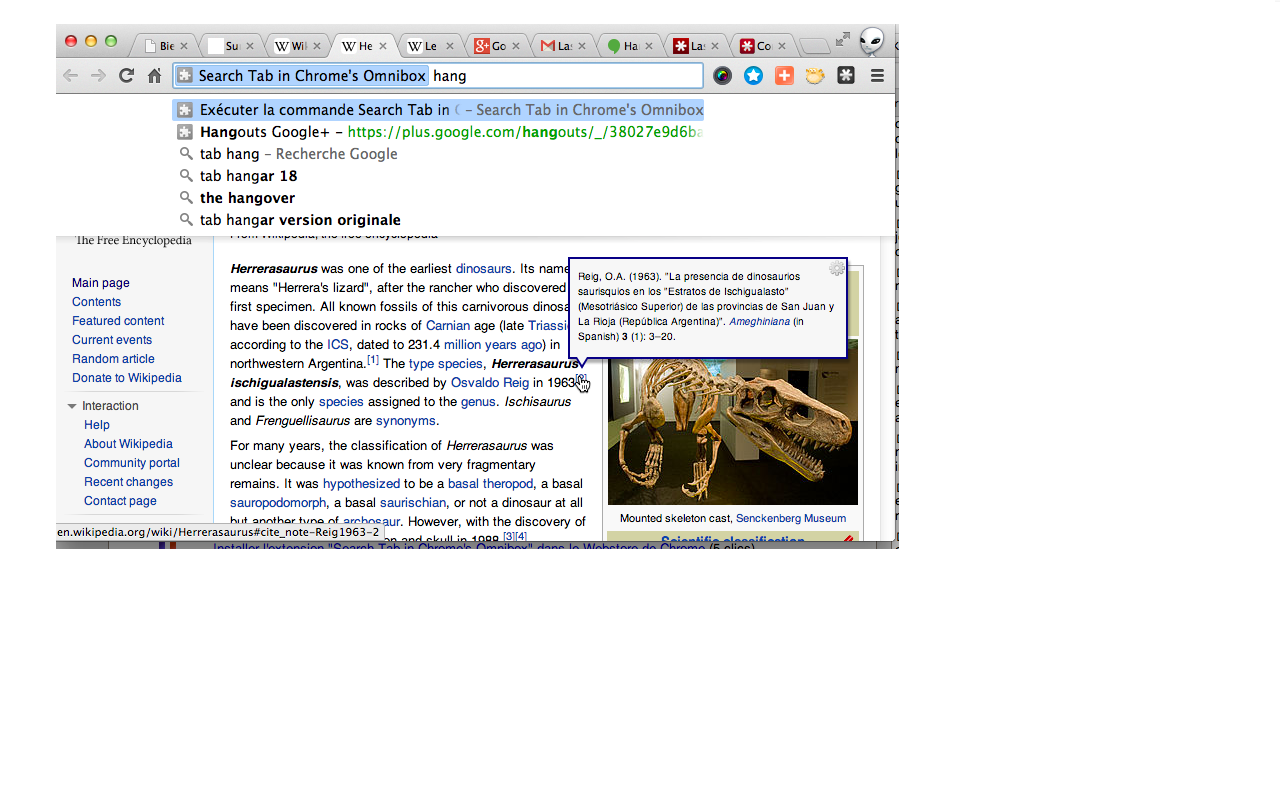 Bie
Su
Wik
He
Le
Go
Las
Ha
Las
Co
Search Tab in Chrome's Omnibox hang
Exécuter la commande Search Tab in – Search Tab in Chrome's Omnibox
Hangouts Google+ – https://plus.google.com/hangouts/_/38027e9d6ba
tab hang – Recherche Google
tab hangar 18
the hangover
tab hangar version originale
The Free Encyclopedia
Main page
Contents
Featured content
Current events
Random article
Donate to Wikipedia
Interaction
Help
About Wikipedia
Community portal
Recent changes
Contact page
From Wikipedia, the free encyclopedia
Herrerasaurus was one of the earliest dinosaurs. Its name
means "Herrera's lizard", after the rancher who discovered
first specimen. All known fossils of this carnivorous dinosa
have been discovered in rocks of Carnian age (late Triassic
according to the ICS, dated to 231.4 million years ago) in
northwestern Argentina.[1] The type species, Herrerasaurus
ischigualastensis, was described by Osvaldo Reig in 1963
and is the only species assigned to the genus. Ischisaurus
and Frenguellisaurus are synonyms.
For many years, the classification of Herrerasaurus was
unclear because it was known from very fragmentary
remains. It was hypothesized to be a basal theropod, a basal
sauropodomorph, a basal saurischian, or not a dinosaur at all
but another type of archosaur. However, with the discovery of
on and skull in 1988,[3][4]
Reig, O.A. (1963). "La presencia de dinosaurios
saurisquios en los "Estratos de Ischigualasto"
(Mesotriásico Superior) de las provincias de San Juan y
La Rioja (República Argentina)". Ameghiniana (in
Spanish) 3 (1): 3–20.
Mounted skeleton cast, Senckenberg Museum
Scientific classification
en.wikipedia.org/wiki/Herrerasaurus#cite_note-Reig1963-2
Installer l'extension "Search Tab in Chrome's Omnibox" dans le Webstore de Chrome (5 clics)